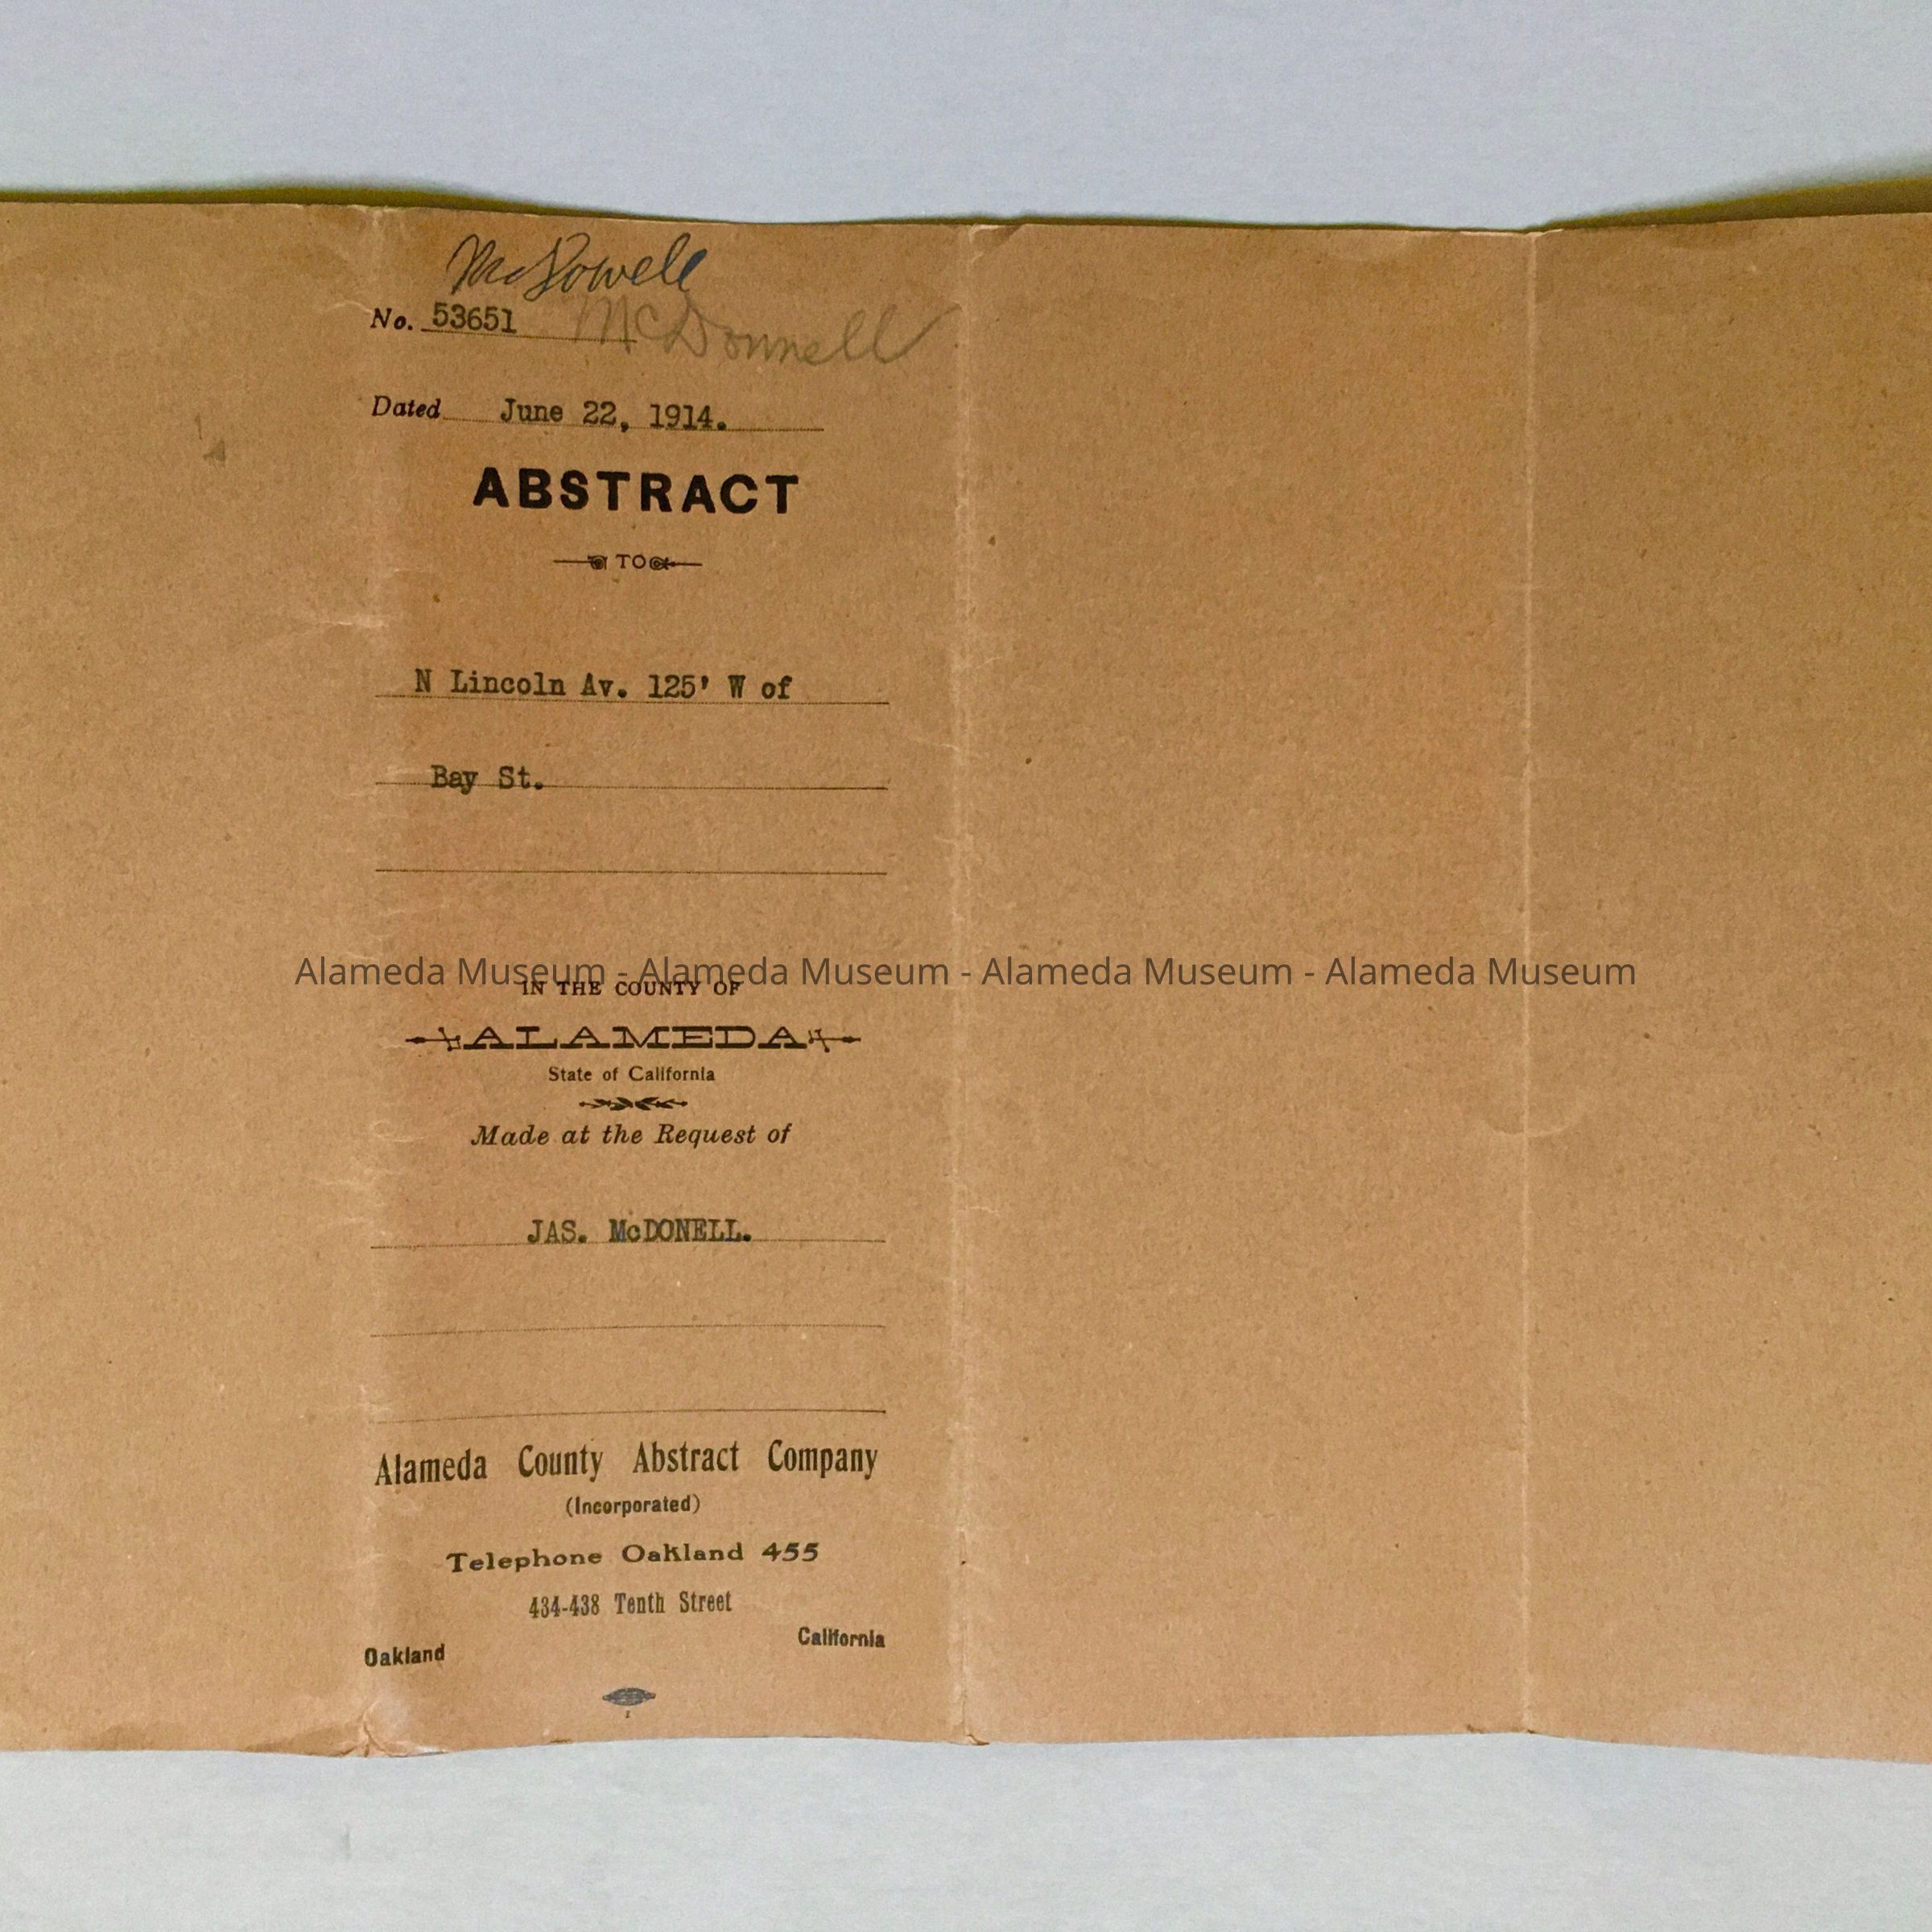 McDowell
No. 53651 McDonnell
Dated June 22, 1914.
ABSTRACT
TO
N Lincoln Av. 125' W of
Bay St.
Alameda Museum - Alameda Museum - Alameda Museum - Alameda Museum
IN THE COUNTY OF
ALAMEDA
State of California
Made at the Request of
JAS. McDONELL.
Alameda County Abstract Company
(Incorporated)
Telephone Oakland 455
434-438 Tenth Street
Oakland California